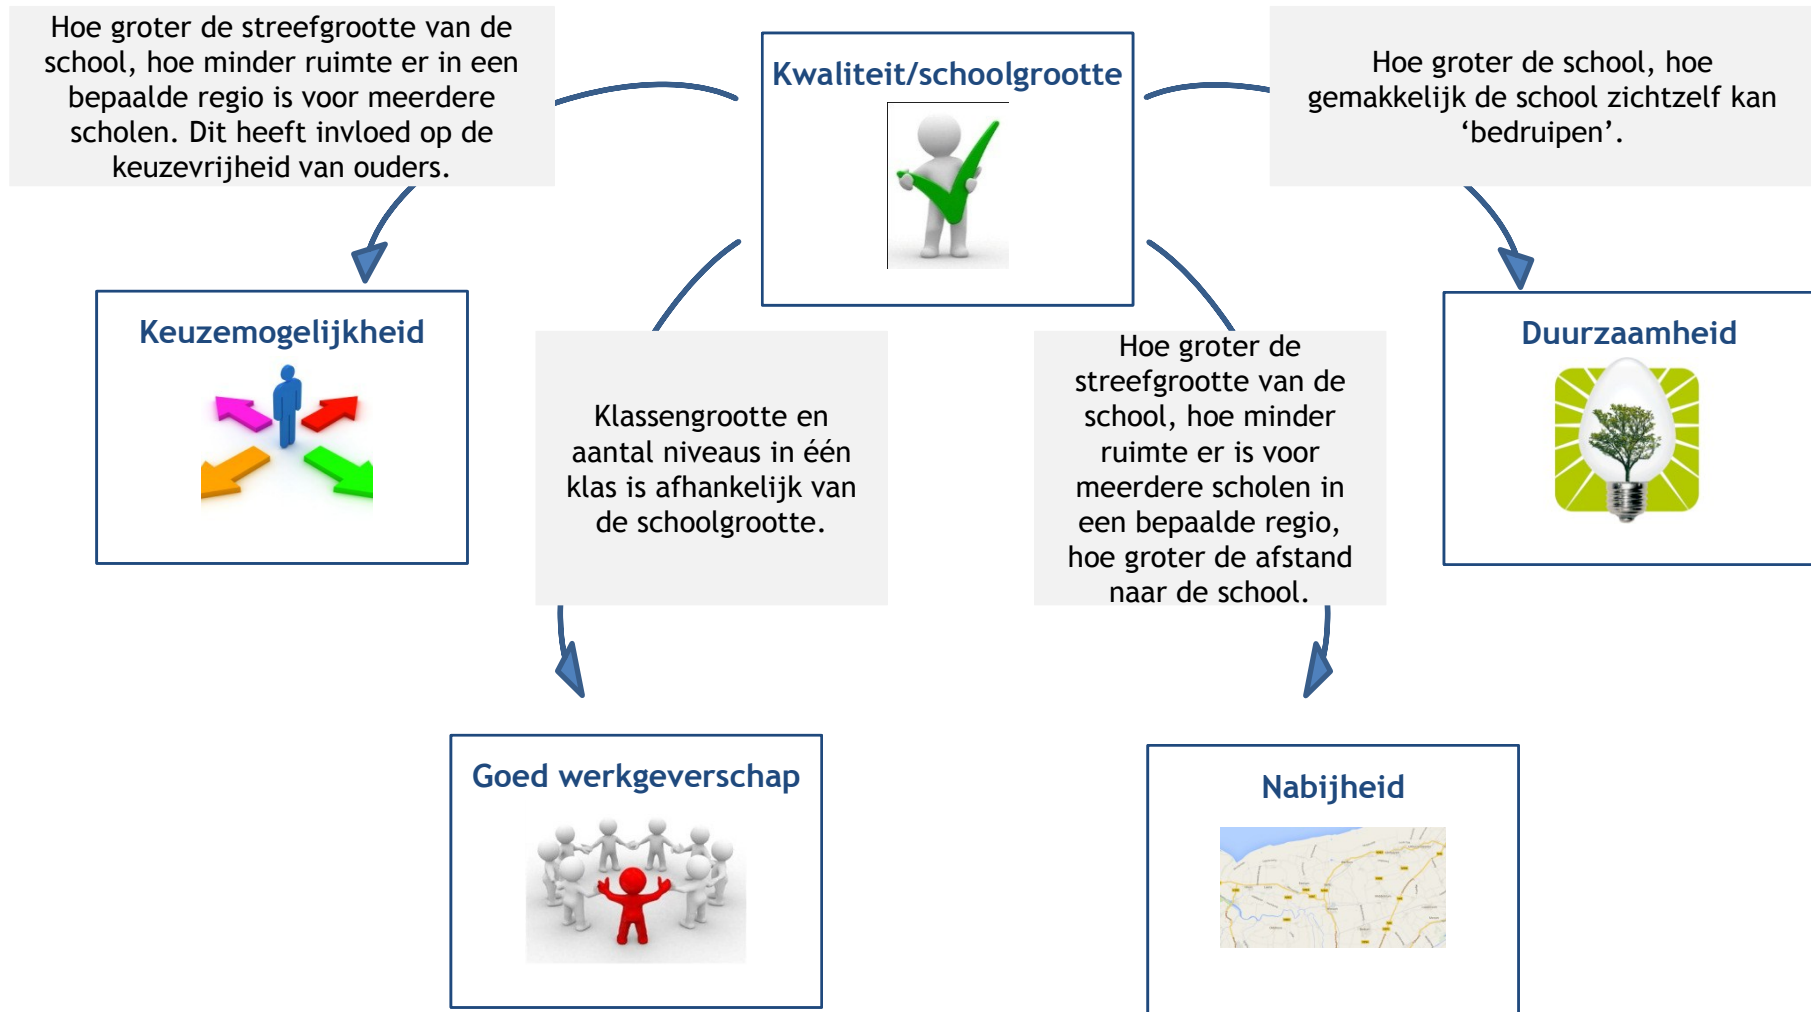 Hoe groter de streefgrootte van de
school, hoe minder ruimte er in een
bepaalde regio is voor meerdere
scholen. Dit heeft invloed op de
keuzevrijheid van ouders.
Kwaliteit/schoolgrootte
Hoe groter de school, hoe
gemakkelijk de school zichtzelf kan
‘bedruipen’.
Keuzemogelijkheid
Klassengrootte en
aantal niveaus in één
klas is afhankelijk van
de schoolgrootte.
Hoe groter de
streefgrootte van de
school, hoe minder
ruimte er is voor
meerdere scholen in
een bepaalde regio,
hoe groter de afstand
naar de school.
Duurzaamheid
Goed werkgeverschap
Nabijheid